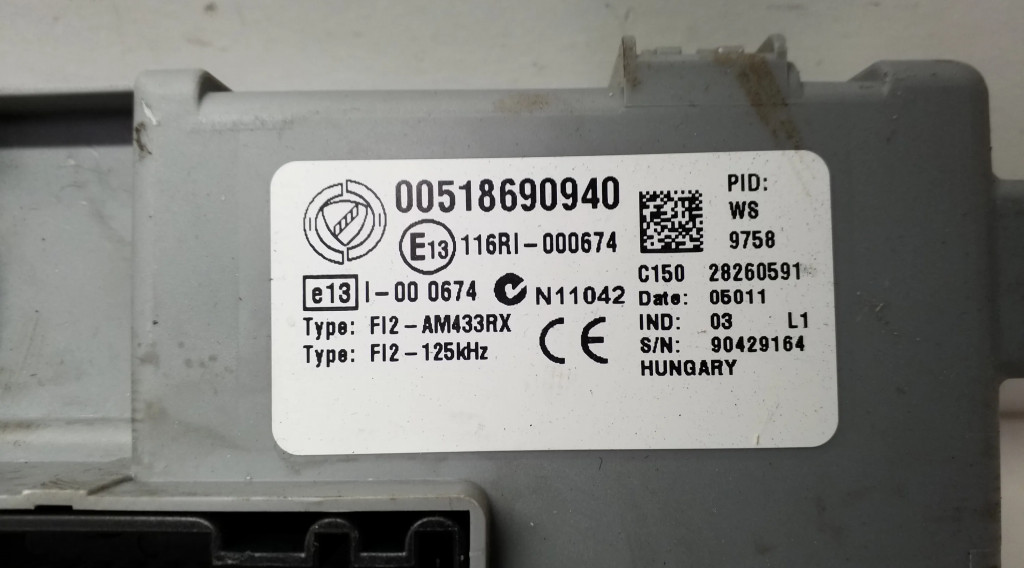 00518690940
E13 116RI-000674
e13 I-00 0674 N11042
Type: FI2-AM433RX
Type: FI2-125kHz
CE
PID:
WS
9758
C150 28260591
Date: 05011
IND: 03 L1
S/N: 90429164
HUNGARY